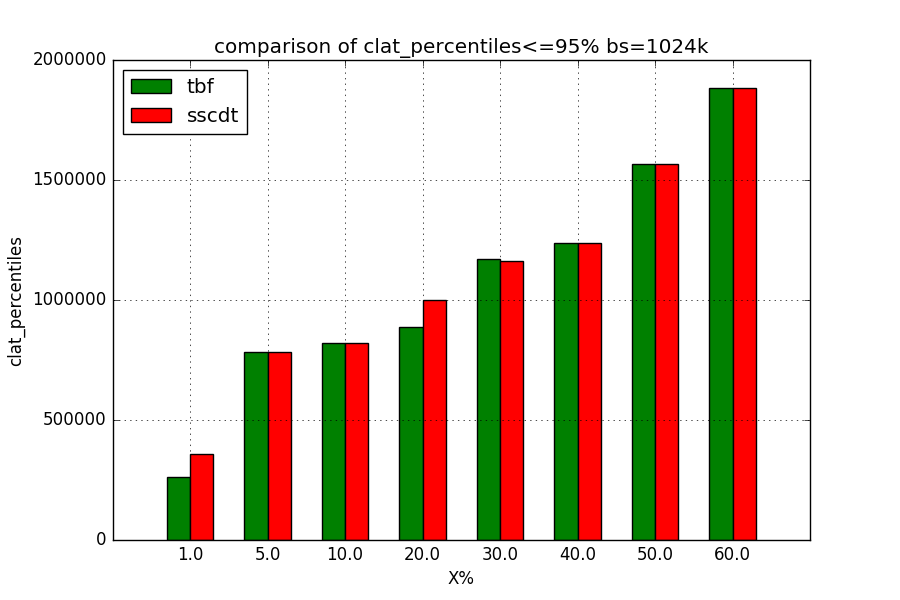 comparison of clat_percentiles<=95% bs=1024k
2000000
1500000
1000000
500000
0
clat_percentiles
tbf
sscdt
1.0 5.0 10.0 20.0 30.0 40.0 50.0 60.0
X%